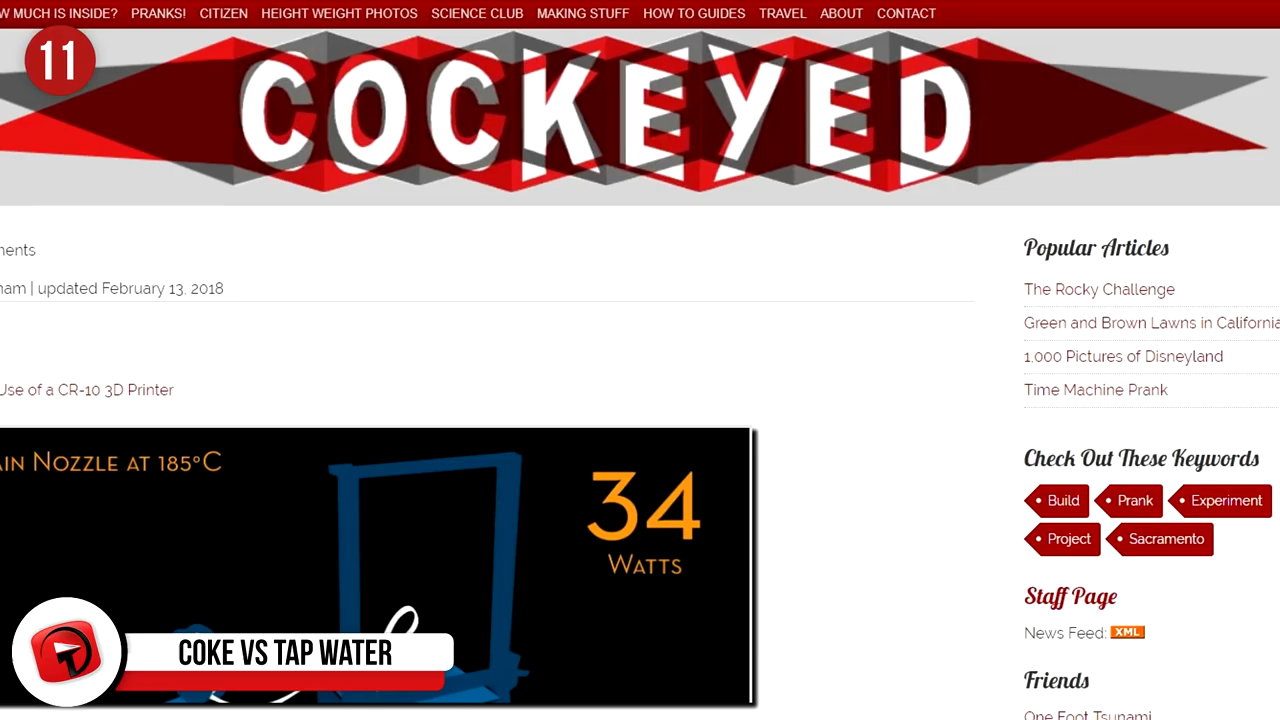 W MUCH IS INSIDE? PRANKS! CITIZEN HEIGHT WEIGHT PHOTOS SCIENCE CLUB MAKING STUFF HOW TO GUIDES TRAVEL ABOUT CONTACT
11
COCKEYED
ments
ham | updated February 13, 2018
Use of a CR-10 3D Printer
AIN NOZZLE AT 185°C
34
WATTS
COKE VS TAP WATER
Popular Articles
The Rocky Challenge
Green and Brown Lawns in California
1,000 Pictures of Disneyland
Time Machine Prank
Check Out These Keywords
Build Prank Experiment
Project Sacramento
Staff Page
News Feed: XML
Friends
One Foot Tsunami